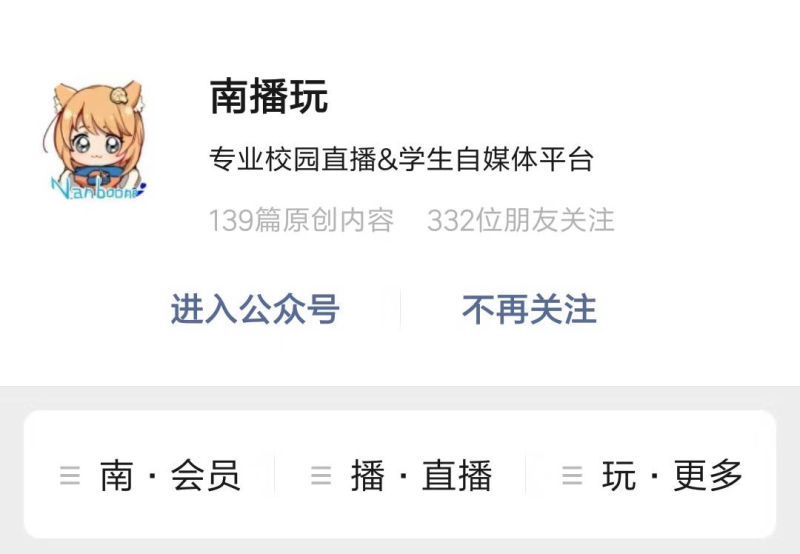 南播玩
专业校园直播&学生自媒体平台
139篇原创内容 332位朋友关注
Nanboone
进入公众号 不再关注
南·会员 播·直播 玩·更多